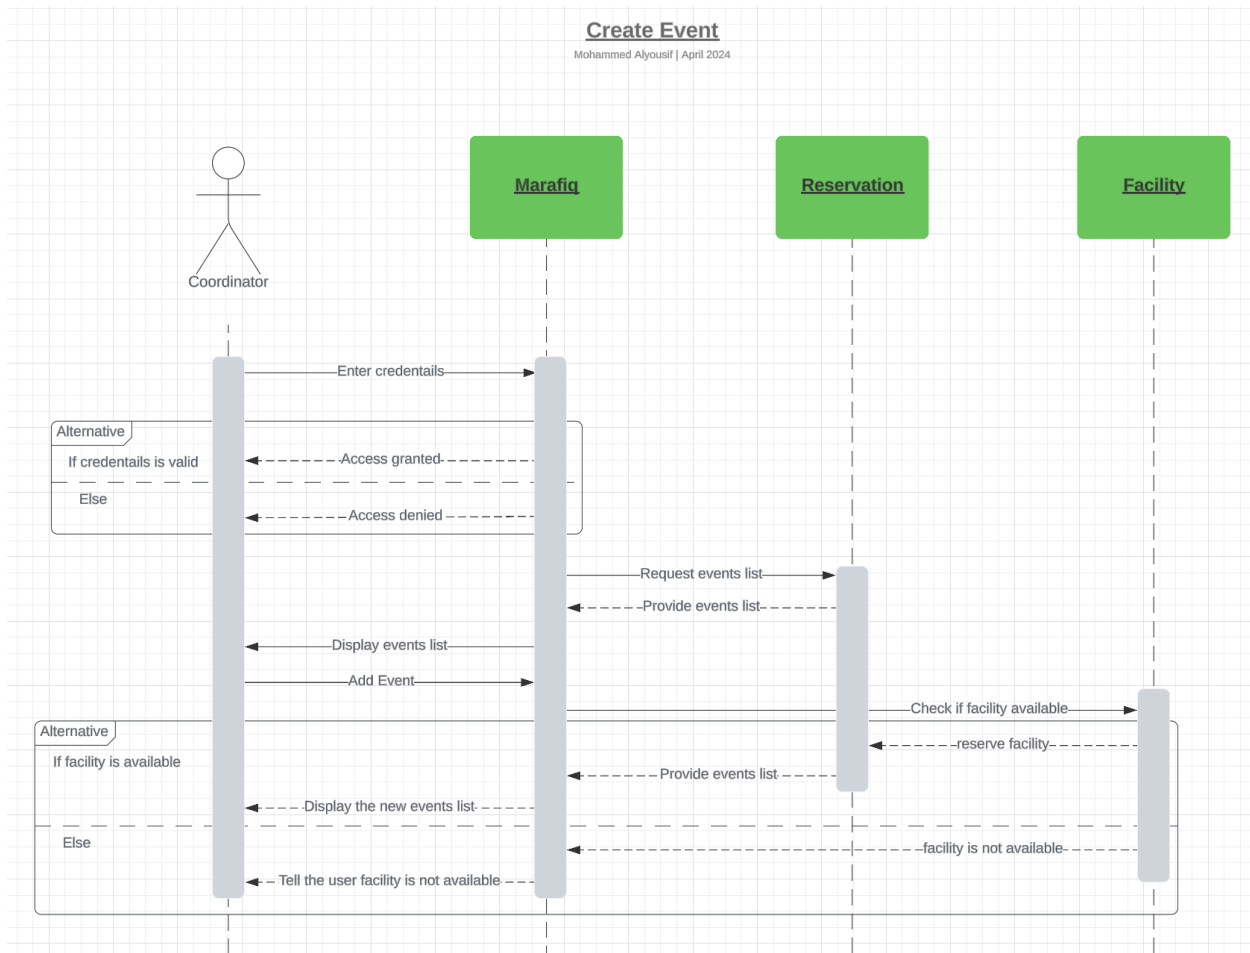 Create Event
Mohammed Alyousif | April 2024
Marafiq
Reservation
Facility
Coordinator
Enter credentails
Alternative
If credentails is valid
Access granted
Else
Access denied
Request events list
Provide events list
Display events list
Add Event
Check if facility available
Alternative
reserve facility
If facility is available
Provide events list
Display the new events list
Else
facility is not available
Tell the user facility is not available